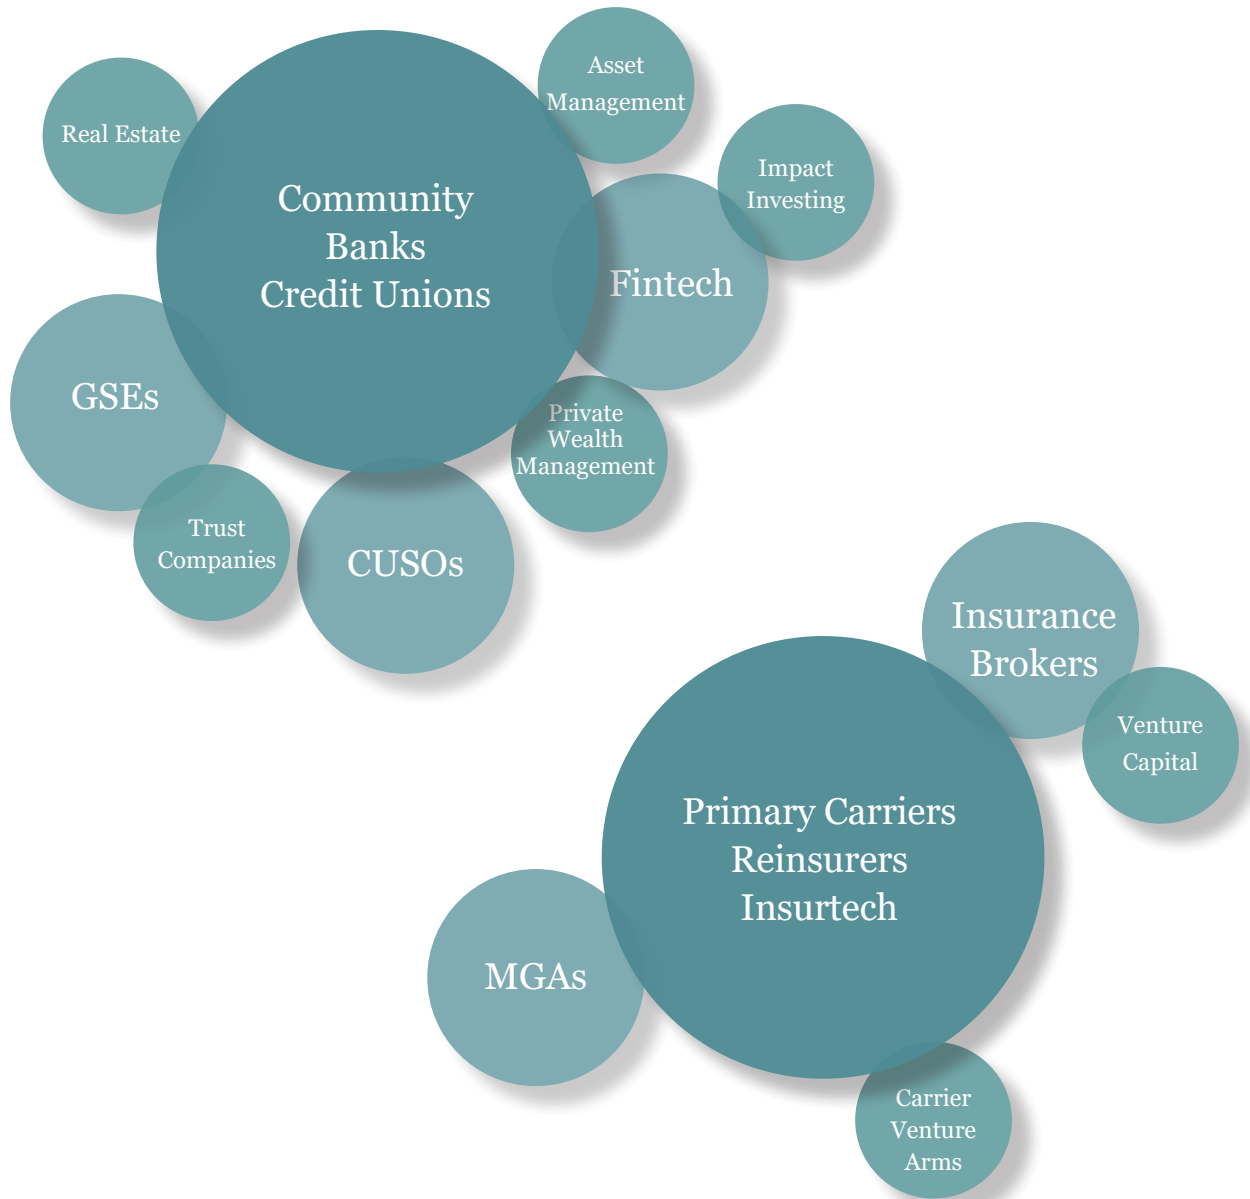 Asset
Management
Real Estate
Impact
Investing
Community
Banks
Credit Unions
Fintech
GSEs
Private
Wealth
Management
Trust
Companies
CUSOs
Insurance
Brokers
Venture
Capital
Primary Carriers
Reinsurers
Insurtech
MGAs
Carrier
Venture
Arms